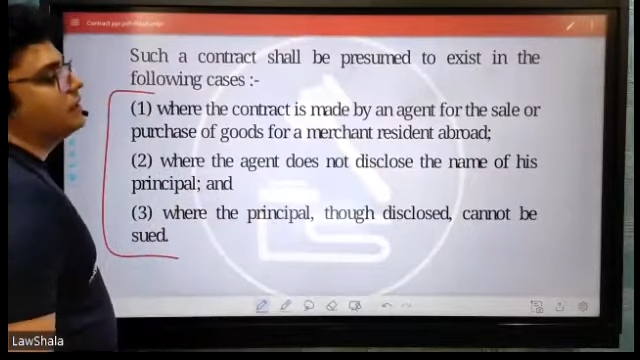 Such a contract shall be presumed to exist in the
following cases :-
(1) where the contract is made by an agent for the sale or
purchase of goods for a merchant resident abroad;
(2) where the agent does not disclose the name of his
principal; and
(3) where the principal, though disclosed, cannot be
sued.
LawShala